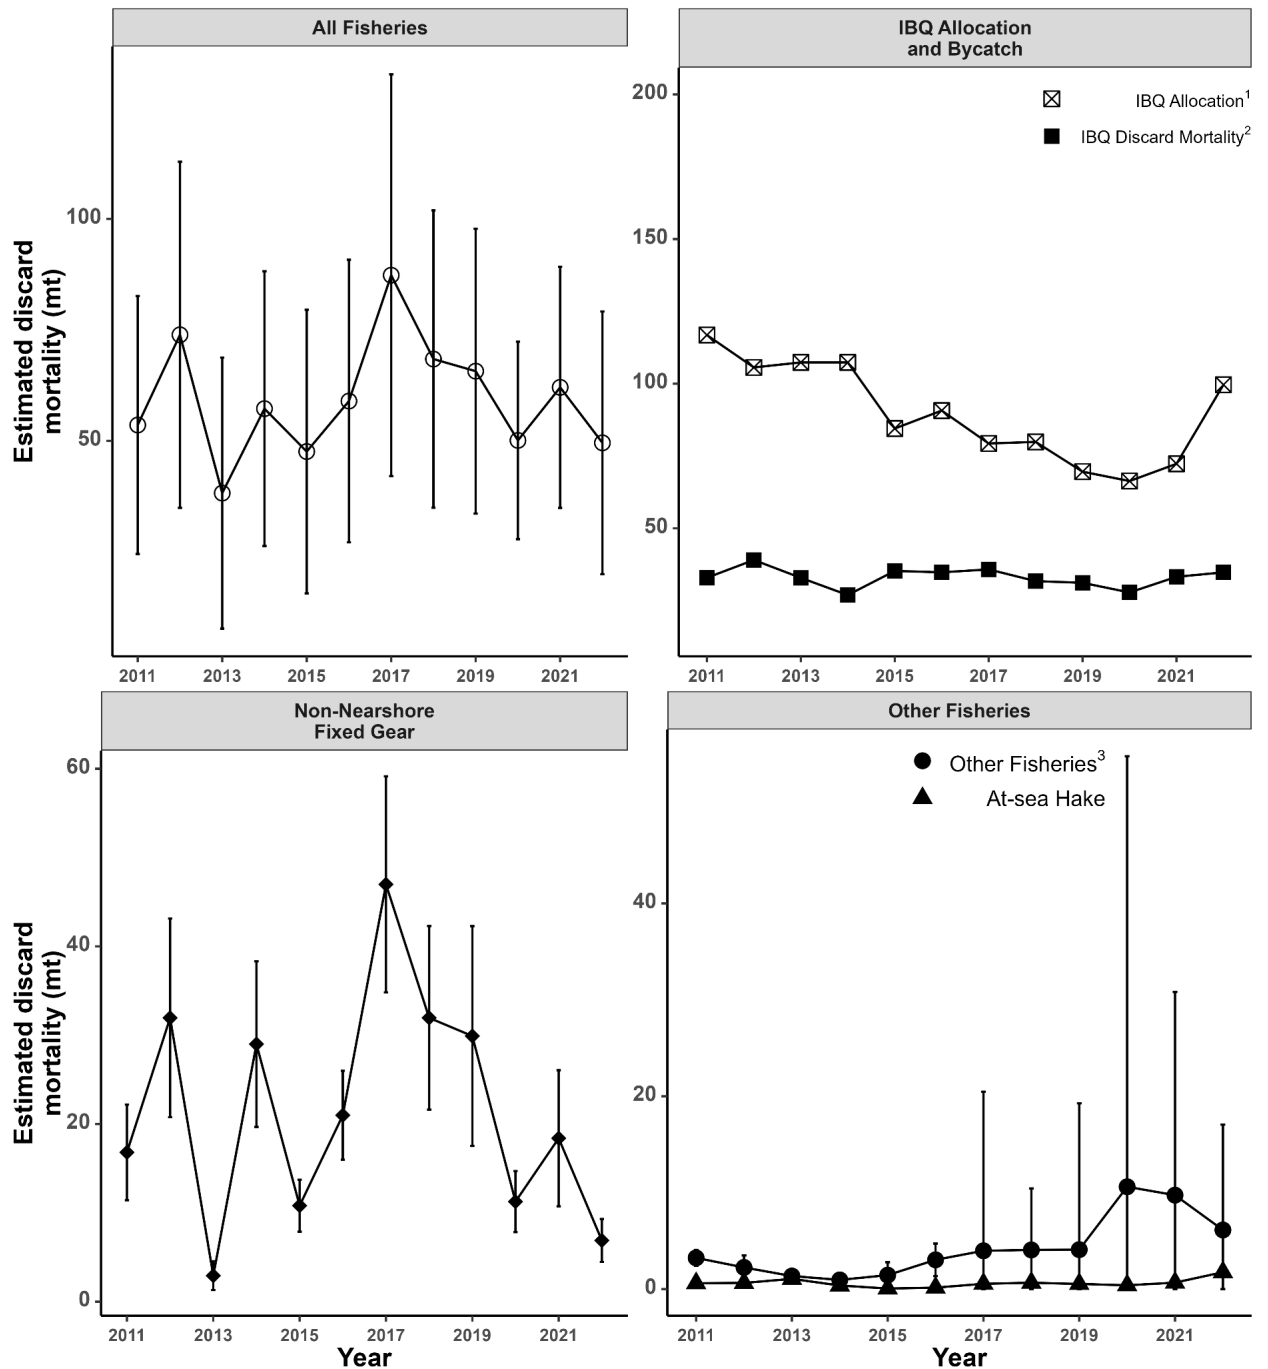 All Fisheries
Estimated discard
mortality (mt)
100
50
2011 2013 2015 2017 2019 2021
IBQ Allocation
and Bycatch
IBQ Allocation1
IBQ Discard Mortality2
200
150
100
50
2011 2013 2015 2017 2019 2021
Non-Nearshore
Fixed Gear
Estimated discard
mortality (mt)
60
40
20
0
2011 2013 2015 2017 2019 2021
Year
Other Fisheries
Other Fisheries3
At-sea Hake
40
20
0
2011 2013 2015 2017 2019 2021
Year